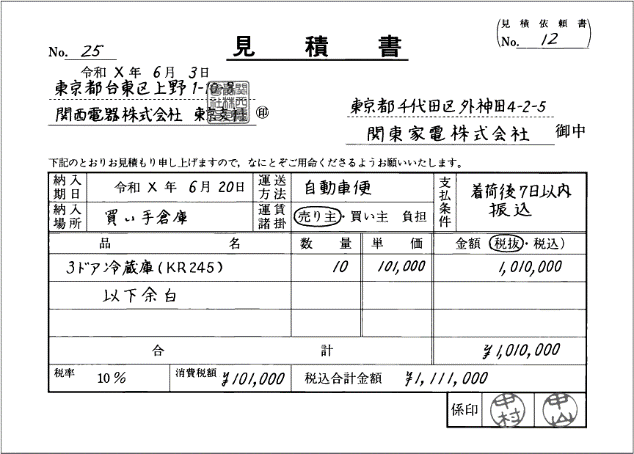 見積書
(見積依頼書 No. 12)
No. 25
令和 X 年 6 月 3 日
東京都台東区上野1-10-
関西電器株式会社 東京支社 ㊞
東京都千代田区外神田4-2-5
関東家電株式会社 御中
下記のとおりお見積もり申し上げますので、なにとぞご用命くださるようお願いいたします。
納入期日 令和 X 年 6 月 20 日 運送方法 自動車便 支払条件 着荷後7日以内振込
納入場所 買い手倉庫 運賃諸掛 売り主・買い主 負担
品名 数量 単価 金額(税抜・税込)
3ドア冷蔵庫(KR245) 10 101,000 1,010,000
以下余白
合計 ¥1,010,000
税率 10% 消費税額 ¥101,000 税込合計金額 ¥1,111,000
係印 中村 中山